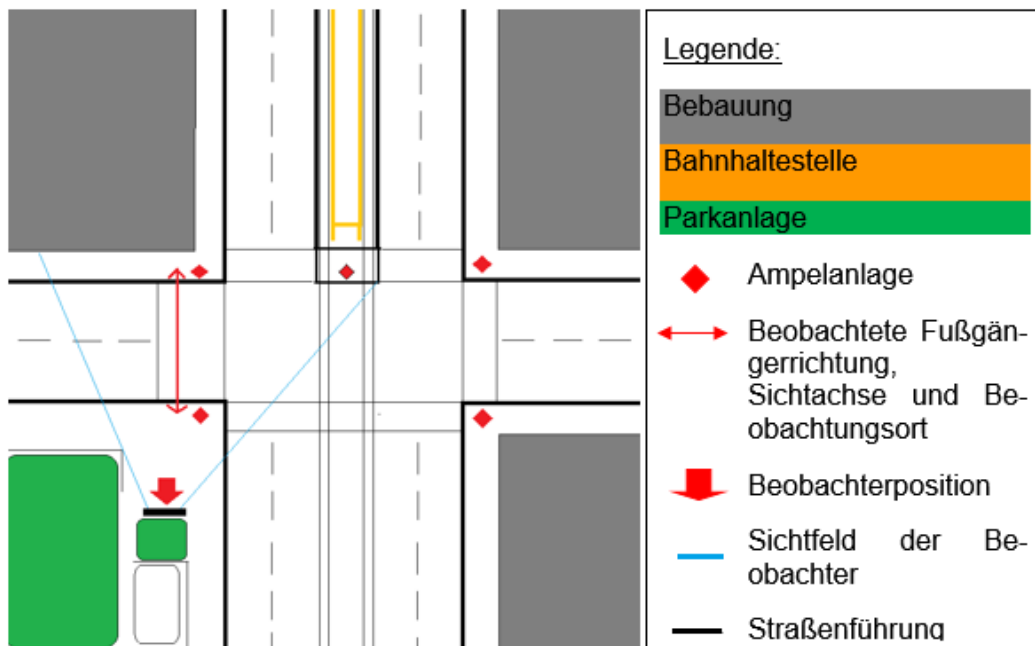 Legende:
Bebauung
Bahnhaltestelle
Parkanlage
Ampelanlage
Beobachtete Fußgän-
gerrichtung,
Sichtachse und Be-
obachtungsort
Beobachterposition
Sichtfeld der Be-
obachter
Straßenführung